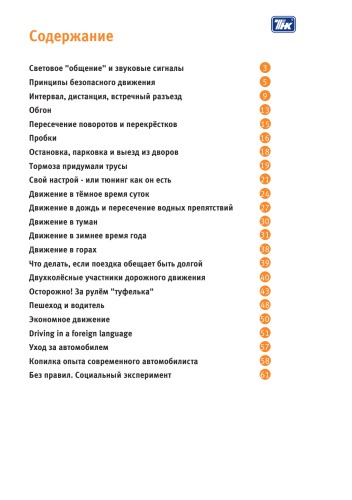 ТНК
Содержание
Световое "общение" и звуковые сигналы 3
Принципы безопасного движения 5
Интервал, дистанция, встречный разъезд 9
Обгон 13
Пересечение поворотов и перекрёстков 15
Пробки 16
Остановка, парковка и выезд из дворов 18
Тормоза придумали трусы 19
Свой настрой - или тюнинг как он есть 21
Движение в тёмное время суток 24
Движение в дождь и пересечение водных препятствий 27
Движение в туман 30
Движение в зимнее время года 31
Движение в горах 38
Что делать, если поездка обещает быть долгой 39
Двухколёсные участники дорожного движения 40
Осторожно! За рулём "туфелька" 43
Пешеход и водитель 48
Экономное движение 50
Driving in a foreign language 51
Уход за автомобилем 57
Копилка опыта современного автомобилиста 58
Без правил. Социальный эксперимент 61